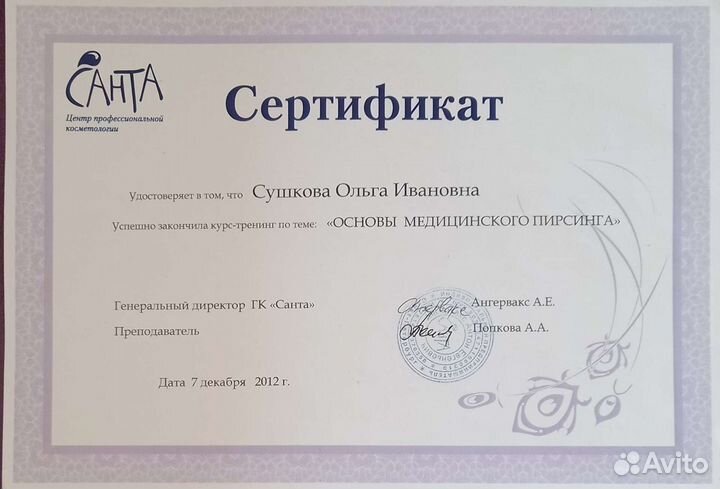 САНТА
Центр профессиональной
косметологии
Сертификат
Удостоверяет в том, что Сушкова Ольга Ивановна
Успешно закончила курс-тренинг по теме: «ОСНОВЫ МЕДИЦИНСКОГО ПИРСИНГА»
Генеральный директор ГК «Санта» Ангервакс А.Е.
Преподаватель Попкова А.А.
Дата 7 декабря 2012 г.
Avito